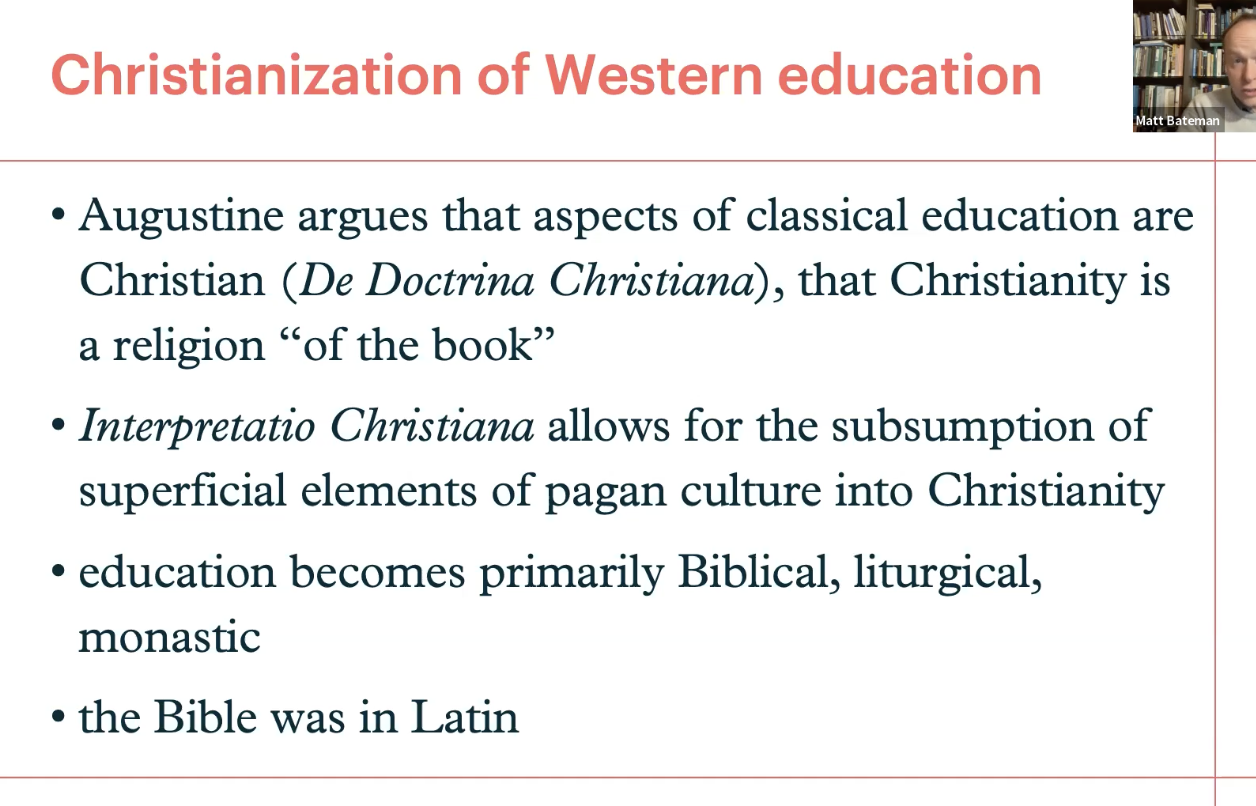 Christianization of Western education
Matt Bateman
• Augustine argues that aspects of classical education are
Christian (De Doctrina Christiana), that Christianity is
a religion “of the book”
• Interpretatio Christiana allows for the subsumption of
superficial elements of pagan culture into Christianity
• education becomes primarily Biblical, liturgical,
monastic
• the Bible was in Latin